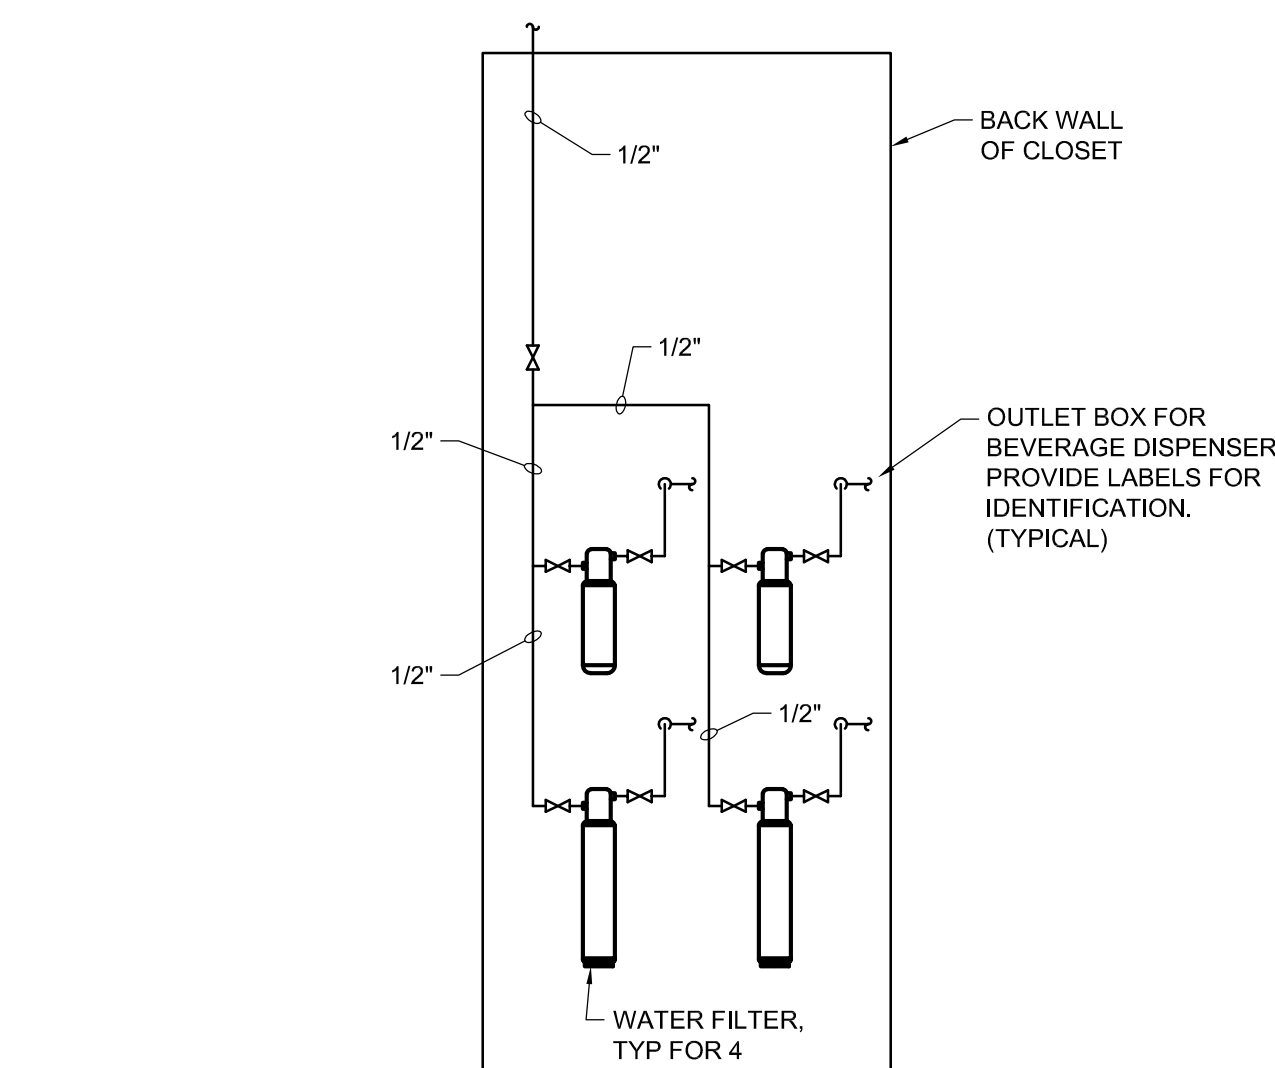 BACK WALL
OF CLOSET
1/2"
1/2"
1/2"
OUTLET BOX FOR
BEVERAGE DISPENSER
PROVIDE LABELS FOR
IDENTIFICATION.
(TYPICAL)
1/2"
1/2"
WATER FILTER,
TYP FOR 4